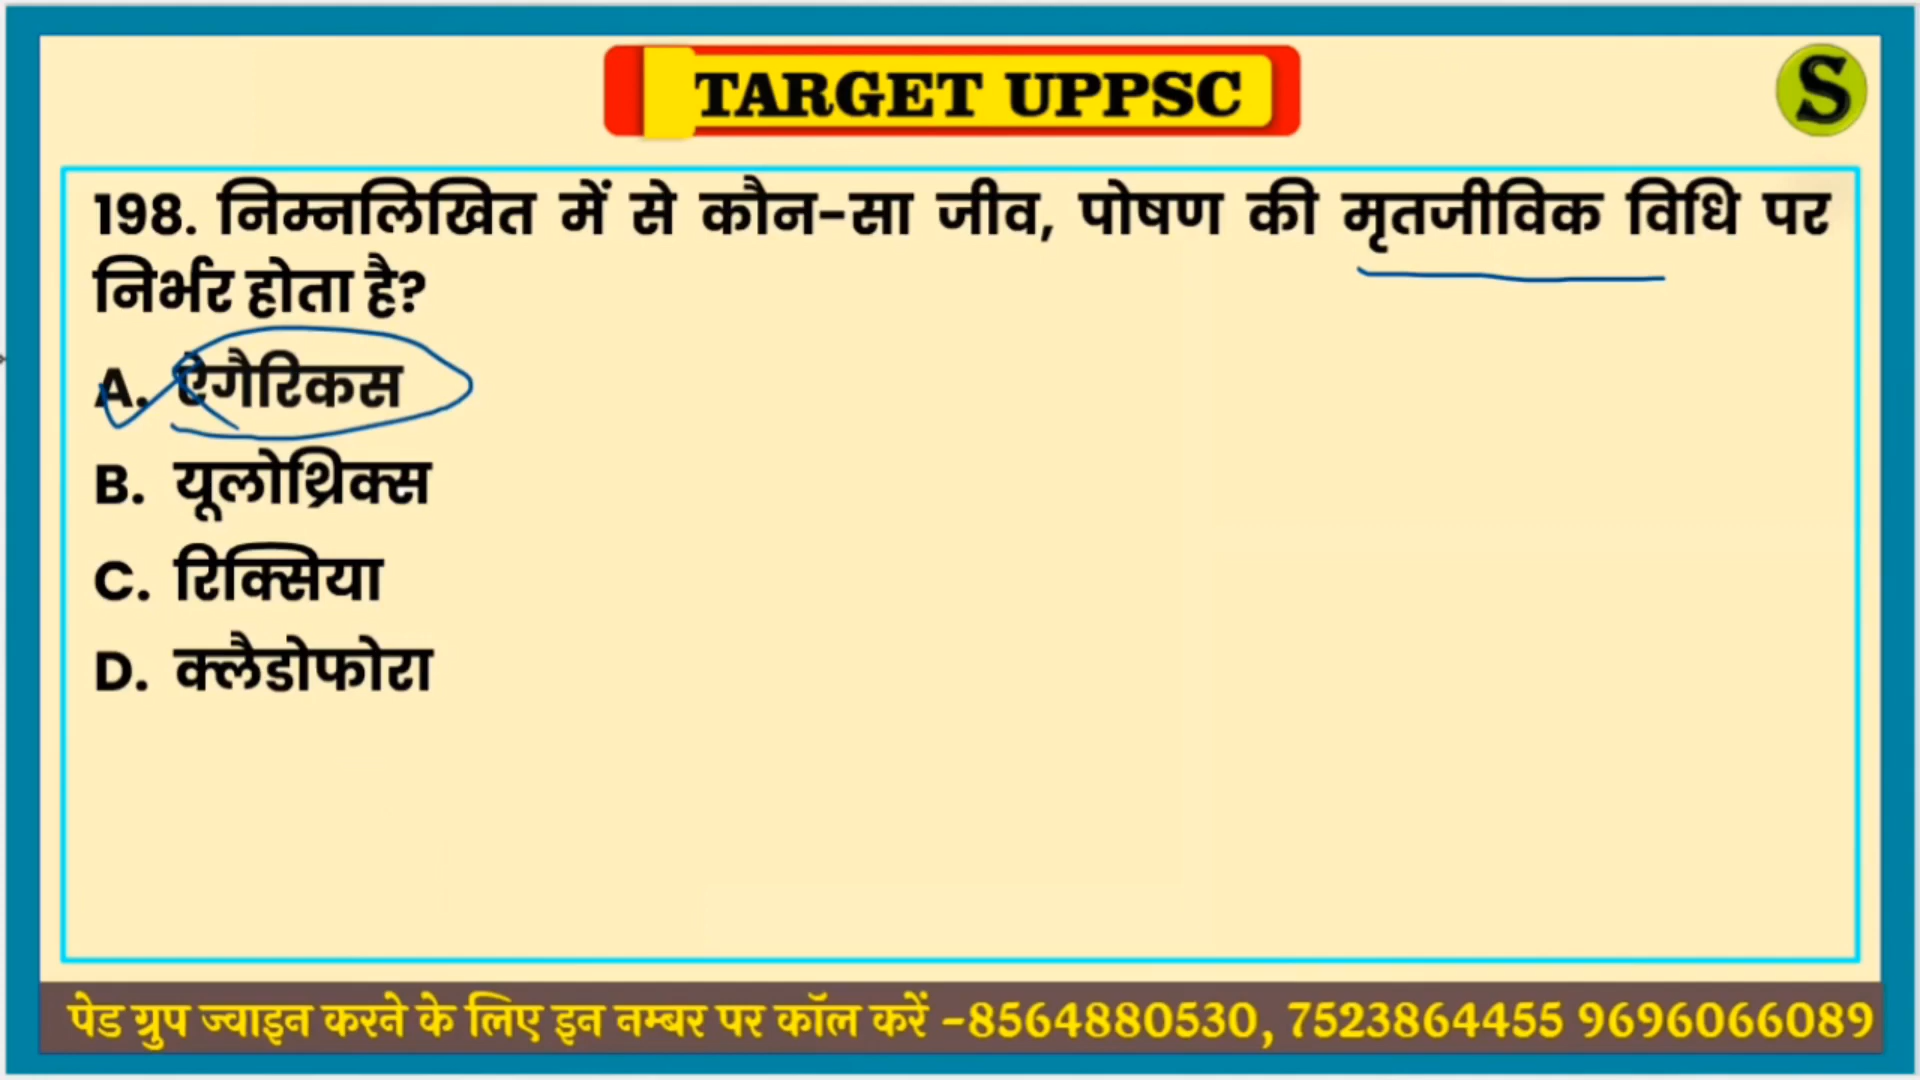 TARGET UPPSC
S
198. निम्नलिखित में से कौन-सा जीव, पोषण की मृतजीविक विधि पर
निर्भर होता है?
A. ऐगैरिकस
B. यूलोथ्रिक्स
C. रिक्सिया
D. क्लैडोफोरा
पेड ग्रुप ज्वाइन करने के लिए इन नम्बर पर कॉल करें -8564880530, 7523864455 9696066089